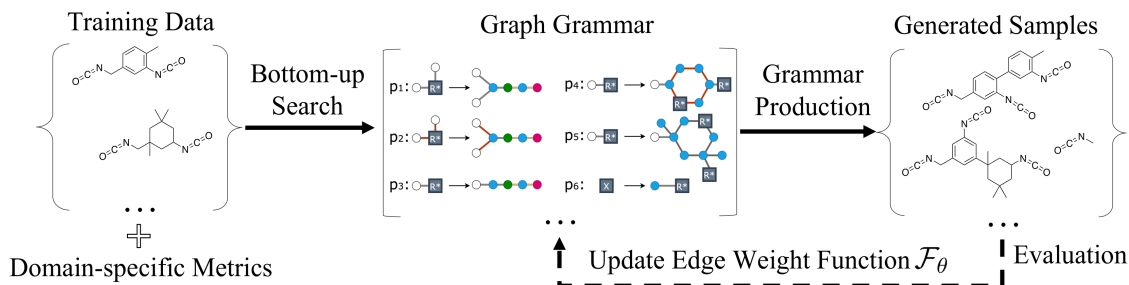 Training Data
Graph Grammar
Generated Samples
O=C=N
N=C=O
O=C=N
N=C=O
...
Domain-specific Metrics
Bottom-up
Search
p₁: R*
p₂: R*
p₃: R*
p₄: R* R* R*
p₅: R* R* R*
p₆: X R*
...
Grammar
Production
N=C=O
O=C=N
N=C=O
N=C=O
O=C=N
N=C=O
O=C=N
...
Update Edge Weight Function 𝓕θ
Evaluation